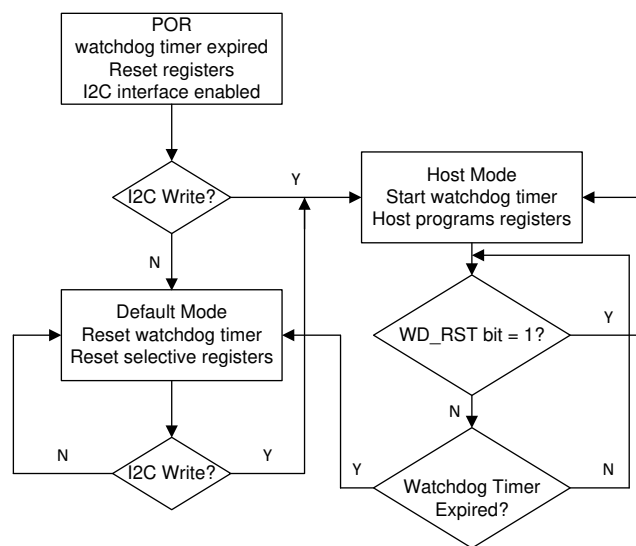 POR
watchdog timer expired
Reset registers
I2C interface enabled
I2C Write?
Y
N
Host Mode
Start watchdog timer
Host programs registers
Default Mode
Reset watchdog timer
Reset selective registers
WD_RST bit = 1?
Y
N
I2C Write?
N
Y
Watchdog Timer
Expired?
Y
N